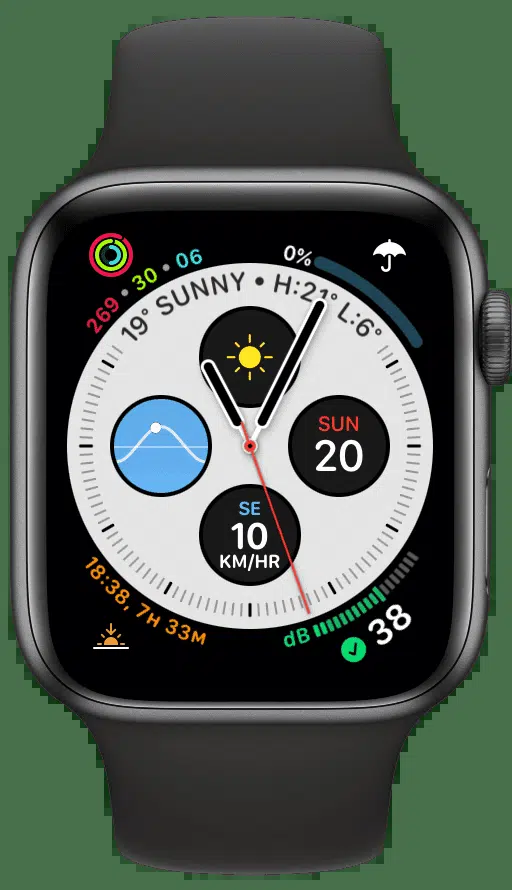 269 • 30 • 06
0%
19° SUNNY • H:21° L:6°
SUN
20
SE
10
KM/HR
18:38, 7H 33M
dB
38